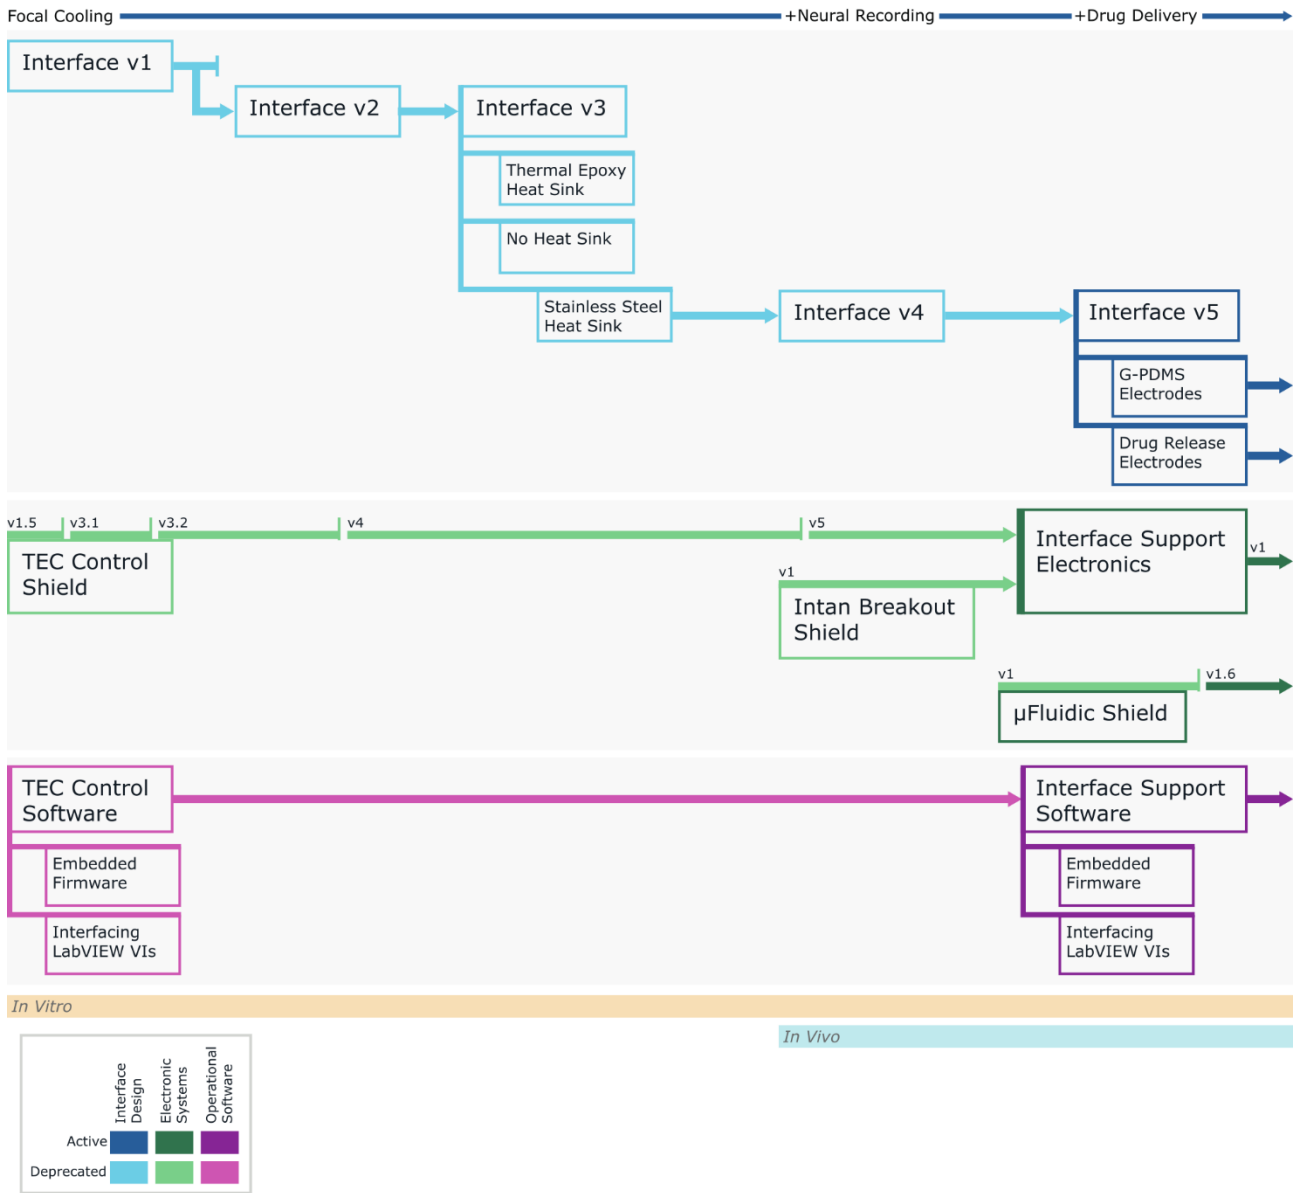 Focal Cooling
+Neural Recording
+Drug Delivery
Interface v1
Interface v2
Interface v3
Thermal Epoxy
Heat Sink
No Heat Sink
Stainless Steel
Heat Sink
Interface v4
Interface v5
G-PDMS
Electrodes
Drug Release
Electrodes
v1.5
v3.1
v3.2
v4
v5
TEC Control
Shield
Interface Support
Electronics
v1
v1
Intan Breakout
Shield
v1
v1.6
µFluidic Shield
TEC Control
Software
Embedded
Firmware
Interfacing
LabVIEW VIs
Interface Support
Software
Embedded
Firmware
Interfacing
LabVIEW VIs
In Vitro
In Vivo
Interface
Design
Electronic
Systems
Operational
Software
Active
Deprecated